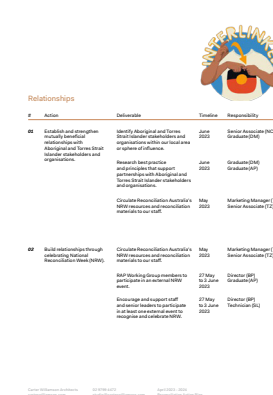 Relationships
# Action Deliverable Timeline Responsibility
01 Establish and strengthen Identify Aboriginal and Torres June Senior Associate (NC
mutually beneficial Strait Islander stakeholders and 2023 Graduate (DM)
relationships with organisations within our local area
Aboriginal and Torres Strait or sphere of influence.
Islander stakeholders and
organisations.
Research best practice June Graduate (DM)
and principles that support 2023 Graduate (AP)
partnerships with Aboriginal and
Torres Strait Islander stakeholders
and organisations.
Circulate Reconciliation Australia's May Marketing Manager (
NRW resources and reconciliation 2023 Senior Associate (TZ)
materials to our staff.
02 Build relationships through Circulate Reconciliation Australia's May Marketing Manager (
celebrating National NRW resources and reconciliation 2023 Senior Associate (TZ)
Reconciliation Week (NRW). materials to our staff.
RAP Working Group members to 27 May Director (BP)
participate in an external NRW to 3 June Graduate (AP)
event. 2023
Encourage and support staff 27 May Director (BP)
and senior leaders to participate to 3 June Technician (SL)
in at least one external event to 2023
recognise and celebrate NRW.